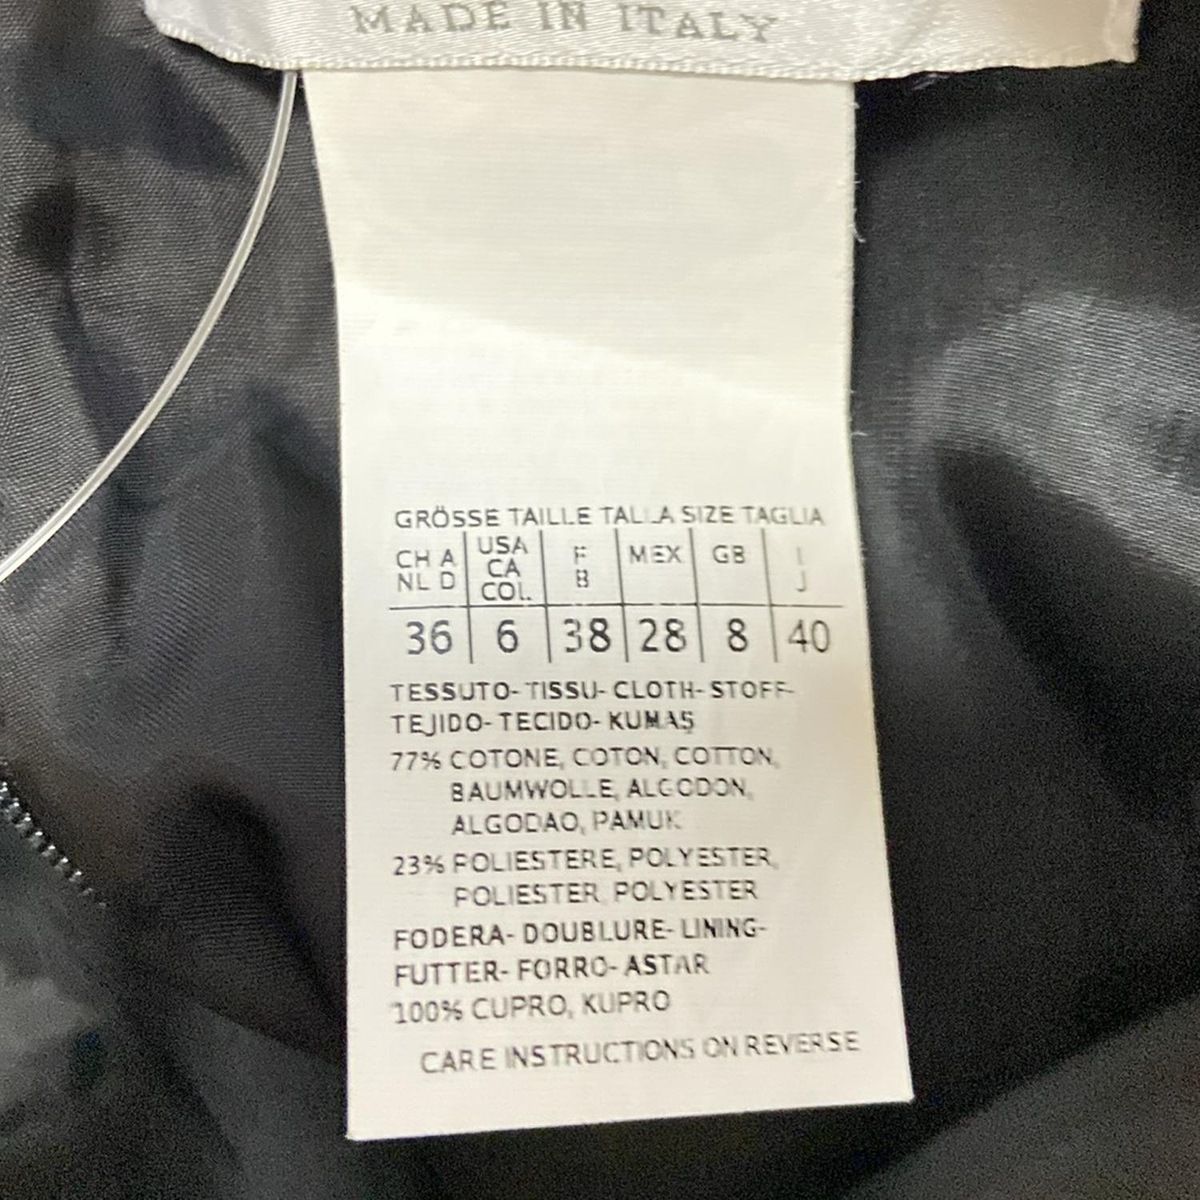 MADE IN ITALY
GRÖSSE TAILLE TALLA SIZE TAGLIA
CH A NL D | USA CA COL. | F B | MEX | GB | I J
36 | 6 | 38 | 28 | 8 | 40
TESSUTO- TISSU- CLOTH- STOFF-
TEJIDO- TECIDO- KUMAŞ
77% COTONE, COTON, COTTON,
BAUMWOLLE, ALGODON,
ALGODAO, PAMUK
23% POLIESTERE, POLYESTER,
POLIESTER, POLYESTER
FODERA- DOUBLURE- LINING-
FUTTER- FORRO- ASTAR
100% CUPRO, KUPRO
CARE INSTRUCTIONS ON REVERSE